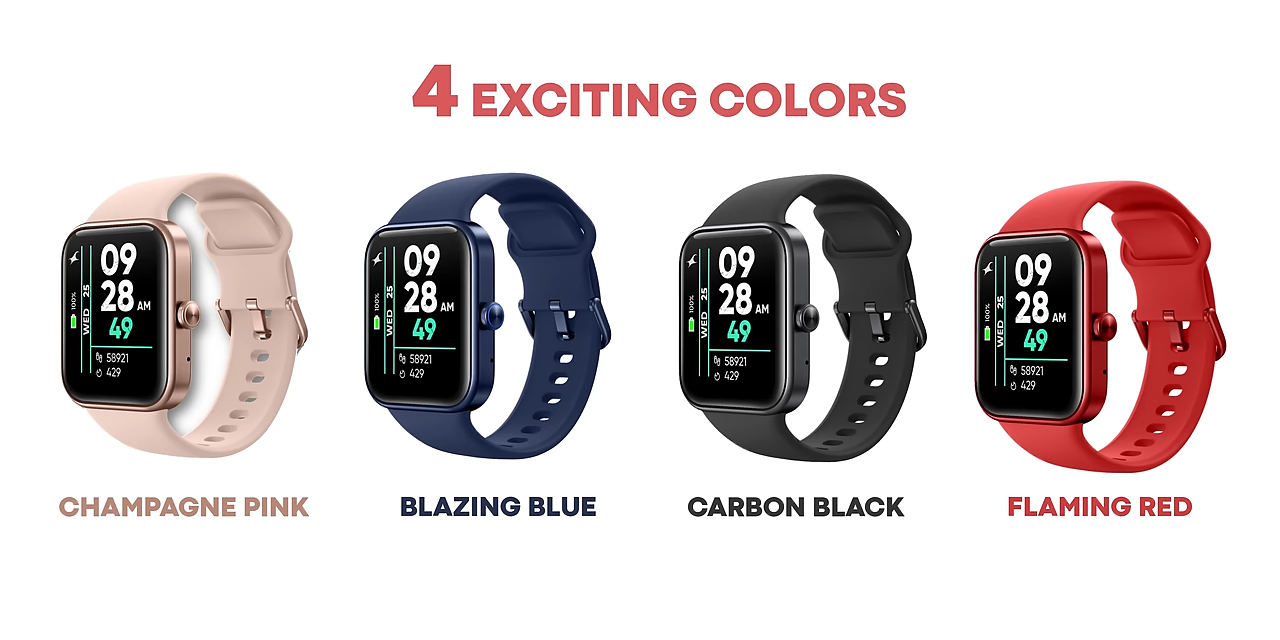 4 EXCITING COLORS
09
28 AM
49
WED 25
100%
58921
429
09
28 AM
49
WED 25
100%
58921
429
09
28 AM
49
WED 25
100%
58921
429
09
28 AM
49
WED 25
100%
58921
429
CHAMPAGNE PINK
BLAZING BLUE
CARBON BLACK
FLAMING RED